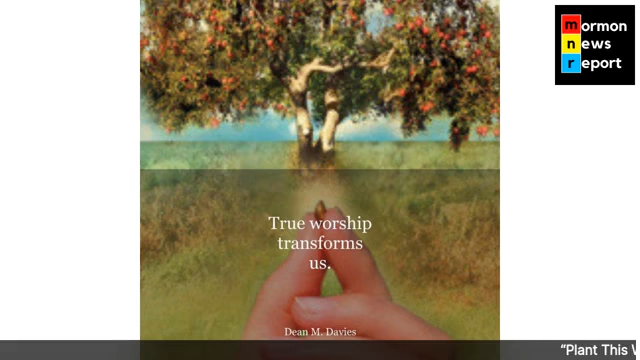 mormon
news
report
True worship
transforms
us.
Dean M. Davies
“Plant This